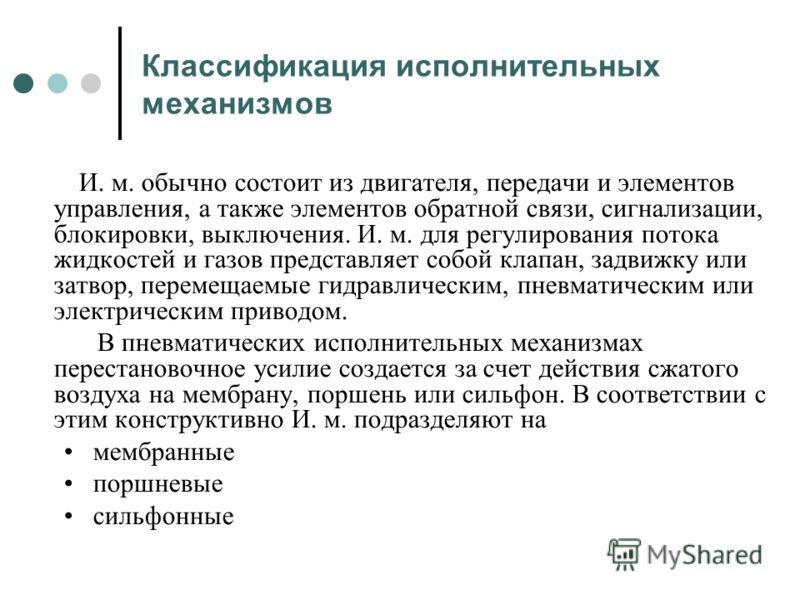 Классификация исполнительных
механизмов
И. м. обычно состоит из двигателя, передачи и элементов
управления, а также элементов обратной связи, сигнализации,
блокировки, выключения. И. м. для регулирования потока
жидкостей и газов представляет собой клапан, задвижку или
затвор, перемещаемые гидравлическим, пневматическим или
электрическим приводом.
В пневматических исполнительных механизмах
перестановочное усилие создается за счет действия сжатого
воздуха на мембрану, поршень или сильфон. В соответствии с
этим конструктивно И. м. подразделяют на
• мембранные
• поршневые
• сильфонные
MyShared